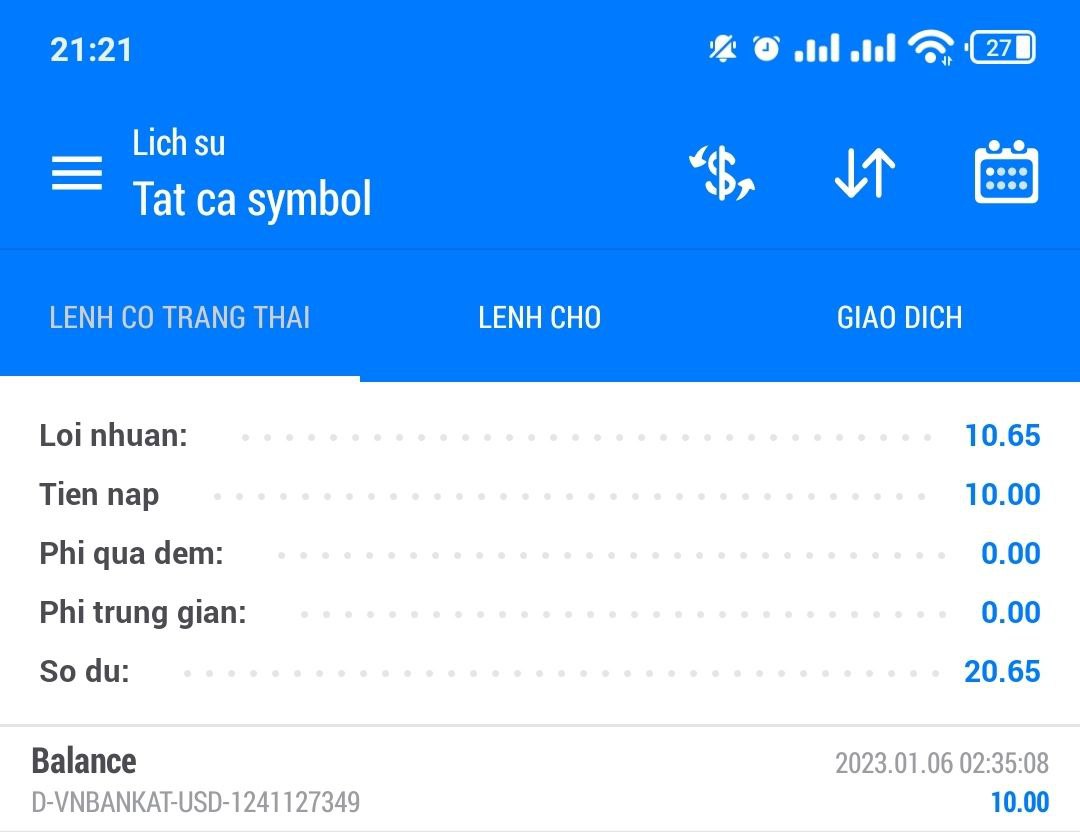 21:21
27
Lich su
Tat ca symbol
LENH CO TRANG THAI LENH CHO GIAO DICH
Loi nhuan: 10.65
Tien nap 10.00
Phi qua dem: 0.00
Phi trung gian: 0.00
So du: 20.65
Balance 2023.01.06 02:35:08
D-VNBANKAT-USD-1241127349 10.00